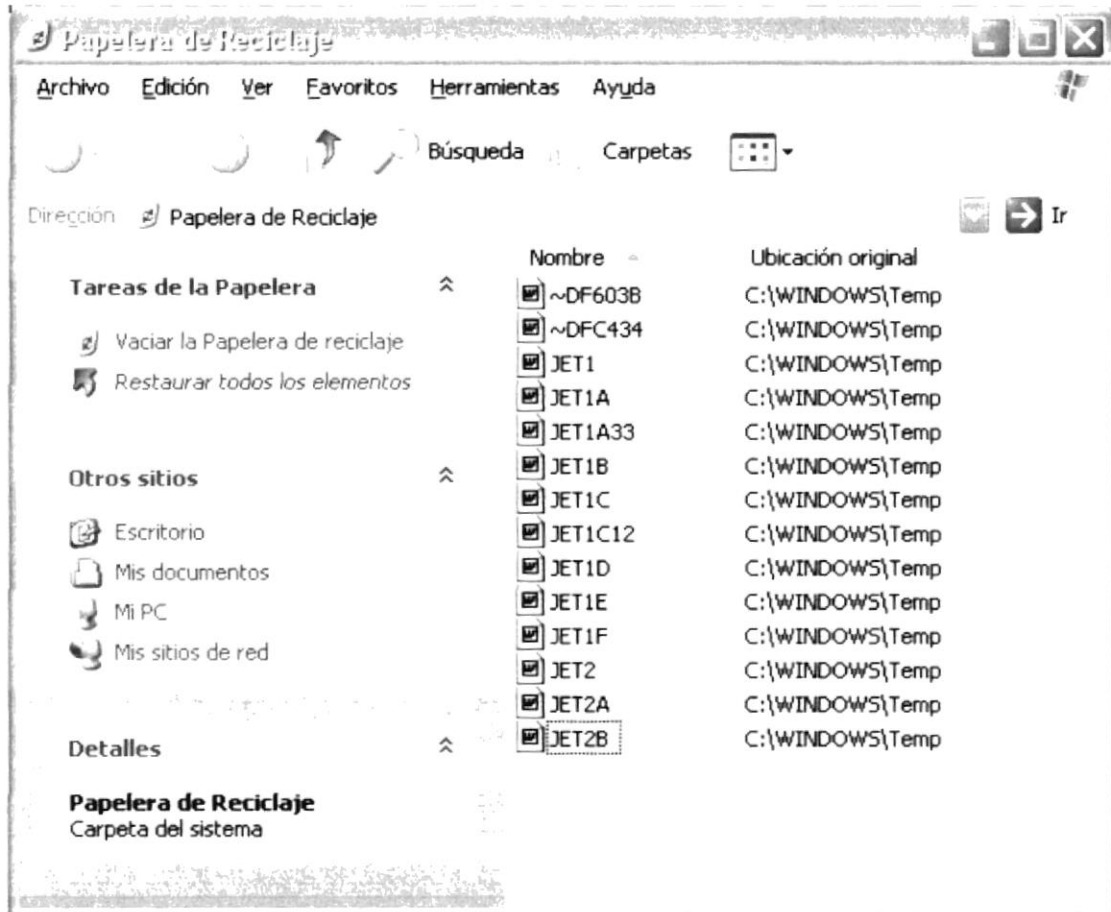 Papelera de Reciclaje
Archivo Edición Ver Favoritos Herramientas Ayuda
Búsqueda Carpetas
Dirección Papelera de Reciclaje Ir
Nombre Ubicación original
Tareas de la Papelera
Vaciar la Papelera de reciclaje
Restaurar todos los elementos
Otros sitios
Escritorio
Mis documentos
Mi PC
Mis sitios de red
Detalles
Papelera de Reciclaje
Carpeta del sistema
~DF603B C:\WINDOWS\Temp
~DFC434 C:\WINDOWS\Temp
JET1 C:\WINDOWS\Temp
JET1A C:\WINDOWS\Temp
JET1A33 C:\WINDOWS\Temp
JET1B C:\WINDOWS\Temp
JET1C C:\WINDOWS\Temp
JET1C12 C:\WINDOWS\Temp
JET1D C:\WINDOWS\Temp
JET1E C:\WINDOWS\Temp
JET1F C:\WINDOWS\Temp
JET2 C:\WINDOWS\Temp
JET2A C:\WINDOWS\Temp
JET2B C:\WINDOWS\Temp